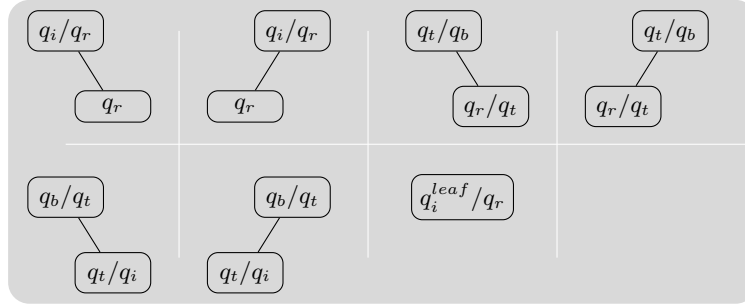 q_i/q_r q_i/q_r q_t/q_b q_t/q_b
q_r q_r q_r/q_t q_r/q_t
q_b/q_t q_b/q_t q_i^{leaf}/q_r
q_t/q_i q_t/q_i